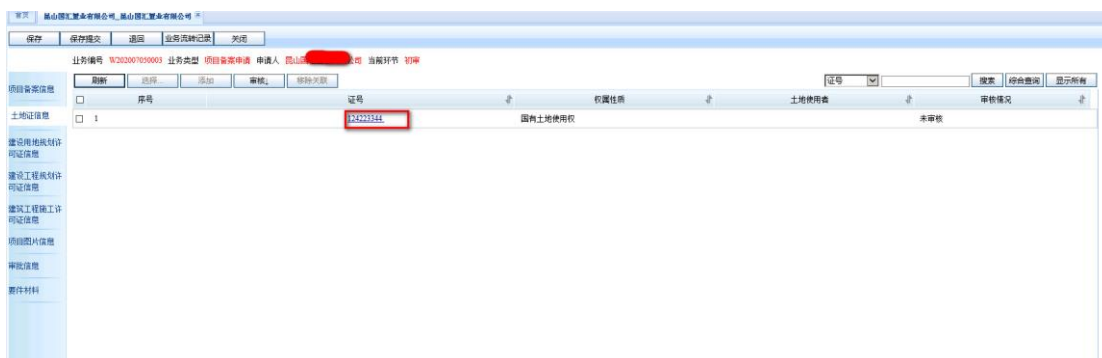 首页 昆山国汇置业有限公司_昆山国汇置业有限公司
保存 保存提交 退回 业务流转记录 关闭
业务编号 W202007050003 业务类型 项目备案申请 申请人 昆山国 公司 当前环节 初审
刷新 选择... 添加 审核↓ 移除关联 证号 搜索 综合查询 显示所有
序号 证号 权属性质 土地使用者 审核情况
1 124223344 国有土地使用权 未审核
项目备案信息
土地证信息
建设用地规划许
可证信息
建设工程规划许
可证信息
建筑工程施工许
可证信息
项目图片信息
审批信息
要件材料